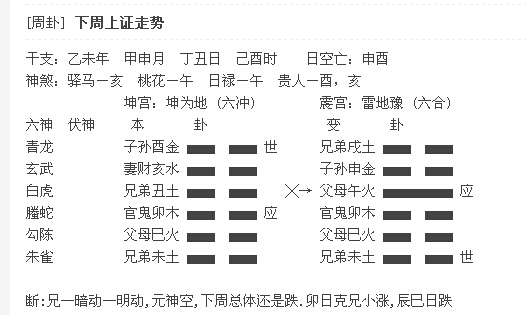 [周卦] 下周上证走势
干支：乙未年 甲申月 丁丑日 己酉时 日空亡：申酉
神煞：驿马—亥 桃花—午 日禄—午 贵人—酉，亥
坤宫：坤为地（六冲） 震宫：雷地豫（六合）
六神 伏神 本 卦 变 卦
青龙 子孙酉金 世 兄弟戌土
玄武 妻财亥水 子孙申金
白虎 兄弟丑土 ╳→ 父母午火 应
螣蛇 官鬼卯木 应 官鬼卯木
勾陈 父母巳火 父母巳火
朱雀 兄弟未土 兄弟未土 世
断:兄一暗动一明动,元神空,下周总体还是跌.卯日克兄小涨,辰巳日跌